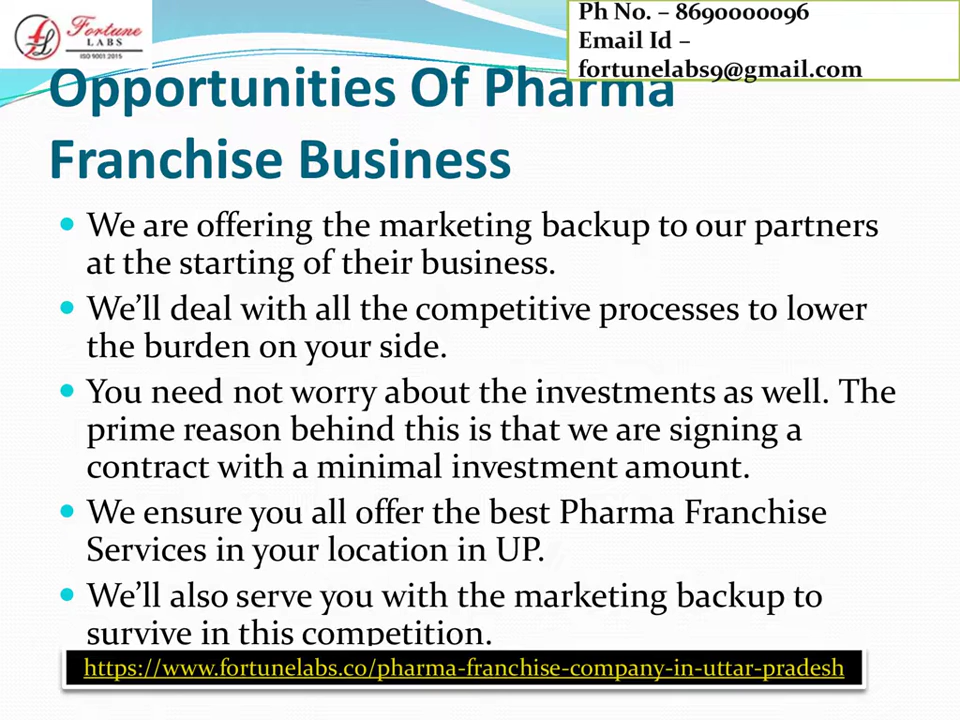 Fortune
LABS
ISO 9001:2015
Ph No. – 8690000096
Email Id –
fortunelabs9@gmail.com
Opportunities Of Pharma
Franchise Business
We are offering the marketing backup to our partners
at the starting of their business.
We'll deal with all the competitive processes to lower
the burden on your side.
You need not worry about the investments as well. The
prime reason behind this is that we are signing a
contract with a minimal investment amount.
We ensure you all offer the best Pharma Franchise
Services in your location in UP.
We'll also serve you with the marketing backup to
survive in this competition.
https://www.fortunelabs.co/pharma-franchise-company-in-uttar-pradesh